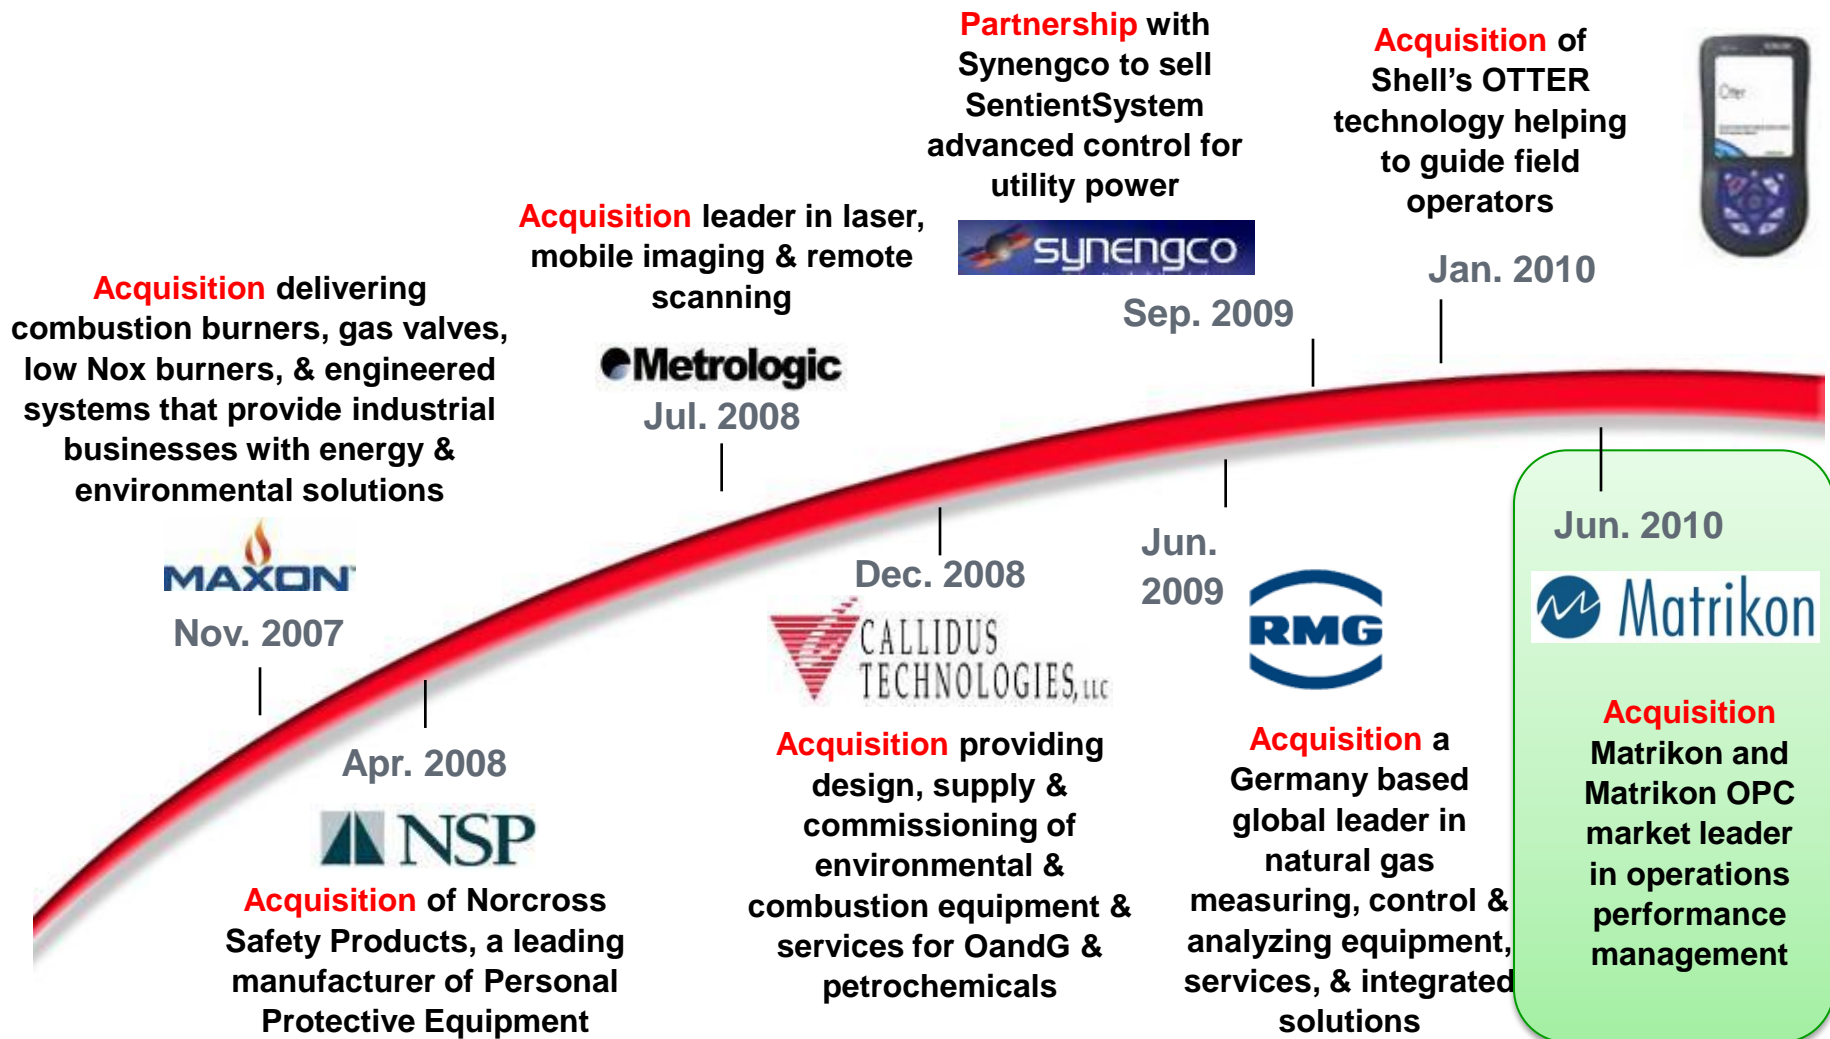 Acquisition delivering
combustion burners, gas valves,
low Nox burners, & engineered
systems that provide industrial
businesses with energy &
environmental solutions
MAXON
Nov. 2007
Apr. 2008
NSP
Acquisition of Norcross
Safety Products, a leading
manufacturer of Personal
Protective Equipment
Acquisition leader in laser,
mobile imaging & remote
scanning
Metrologic
Jul. 2008
Dec. 2008
CALLIDUS
TECHNOLOGIES, LLC
Acquisition providing
design, supply &
commissioning of
environmental &
combustion equipment &
services for OandG &
petrochemicals
Jun.
2009
RMG
Acquisition a
Germany based
global leader in
natural gas
measuring, control &
analyzing equipment,
services, & integrated
solutions
Partnership with
Synengco to sell
SentientSystem
advanced control for
utility power
synengco
Sep. 2009
Acquisition of
Shell’s OTTER
technology helping
to guide field
operators
Jan. 2010
Otter
Jun. 2010
Matrikon
Acquisition
Matrikon and
Matrikon OPC
market leader
in operations
performance
management